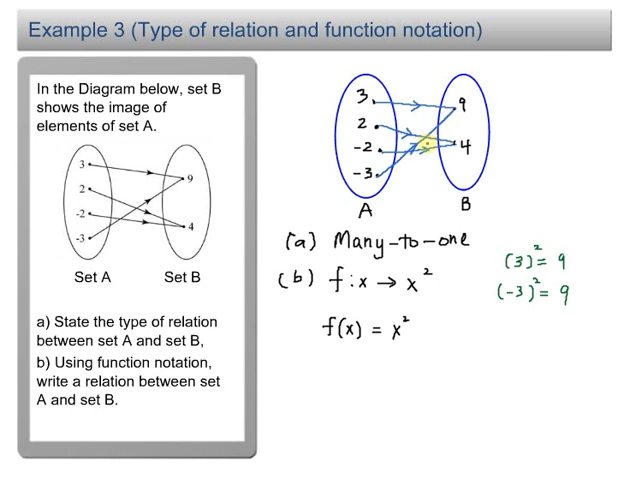 Example 3 (Type of relation and function notation)
In the Diagram below, set B
shows the image of
elements of set A.
3
9
2
-2
4
-3
Set A Set B
a) State the type of relation
between set A and set B,
b) Using function notation,
write a relation between set
A and set B.
3
9
2
-2
4
-3
A B
(a) Many-to-one
(b) f : x → x²
f(x) = x²
(3)² = 9
(-3)² = 9